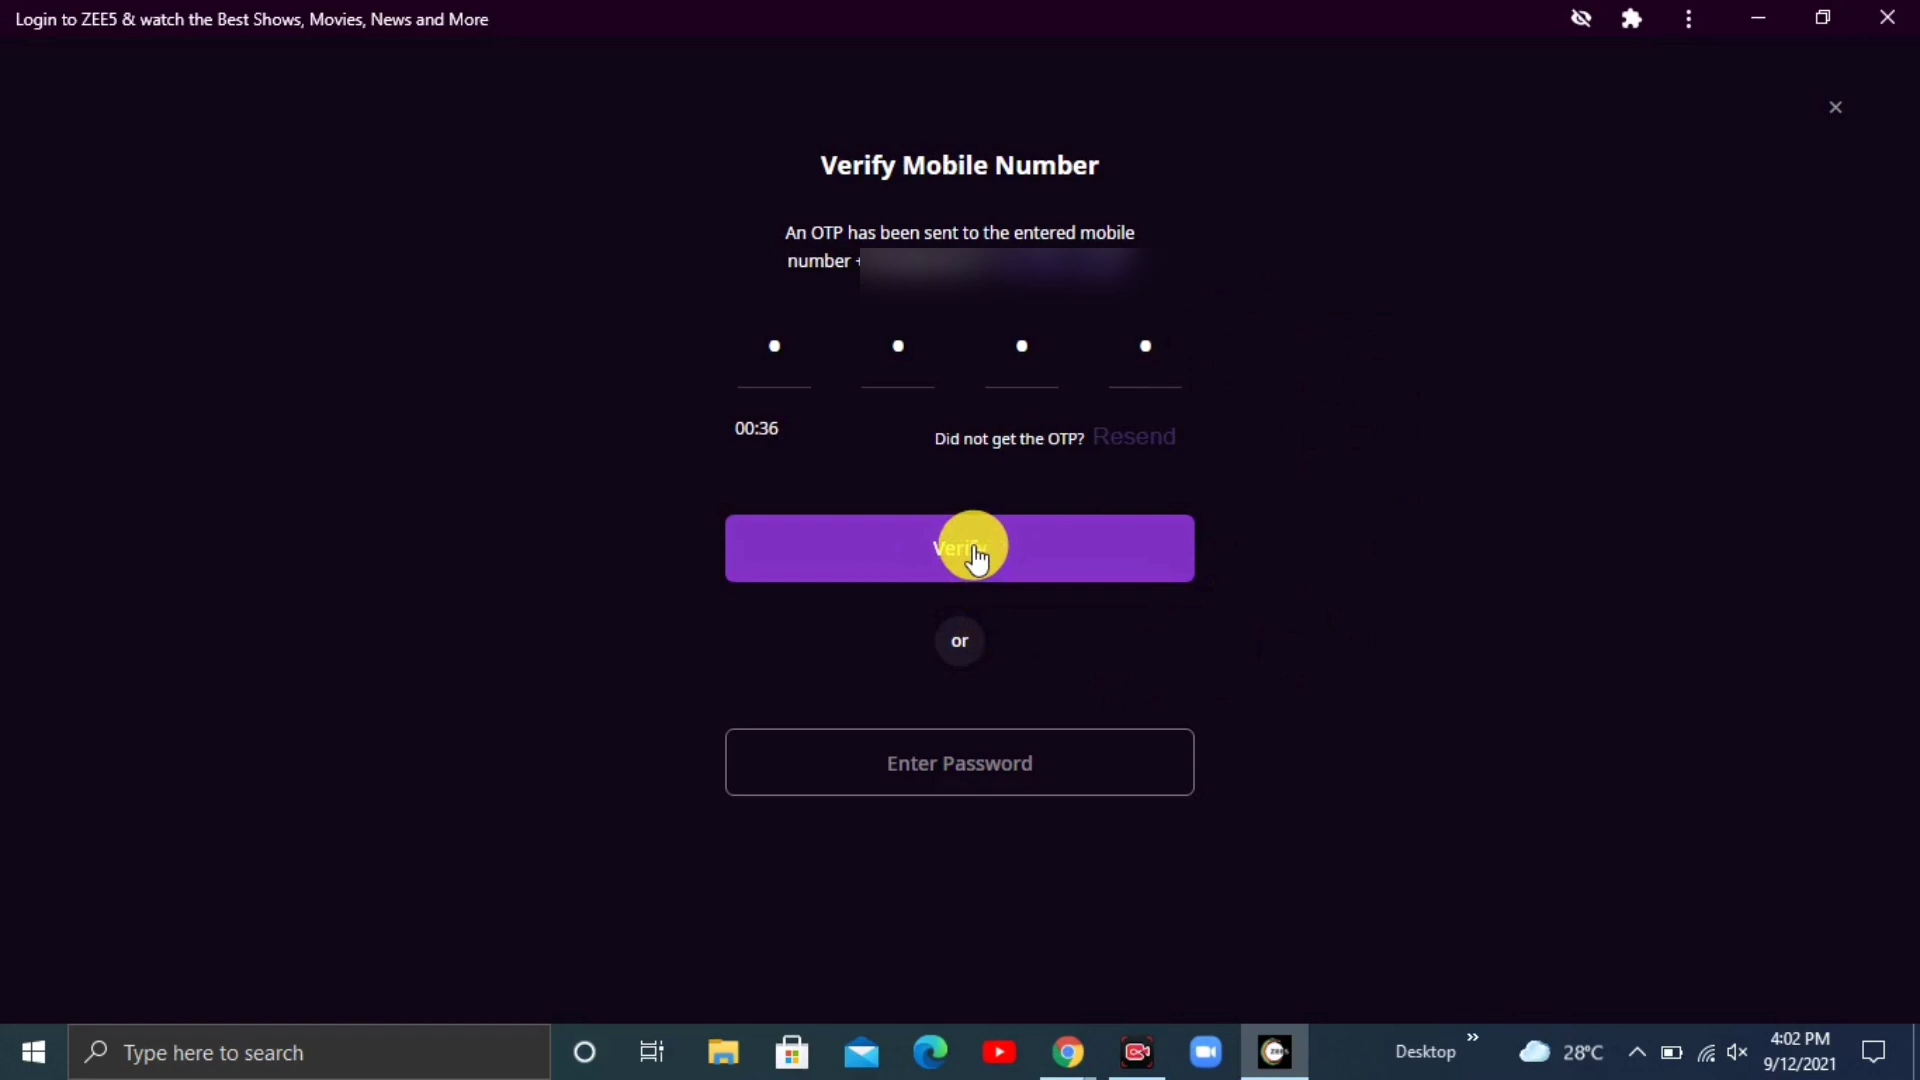 Login to ZEE5 & watch the Best Shows, Movies, News and More
Verify Mobile Number
An OTP has been sent to the entered mobile
number +
00:36
Did not get the OTP? Resend
Verify
or
Enter Password
Type here to search
Desktop
28°C
4:02 PM
9/12/2021